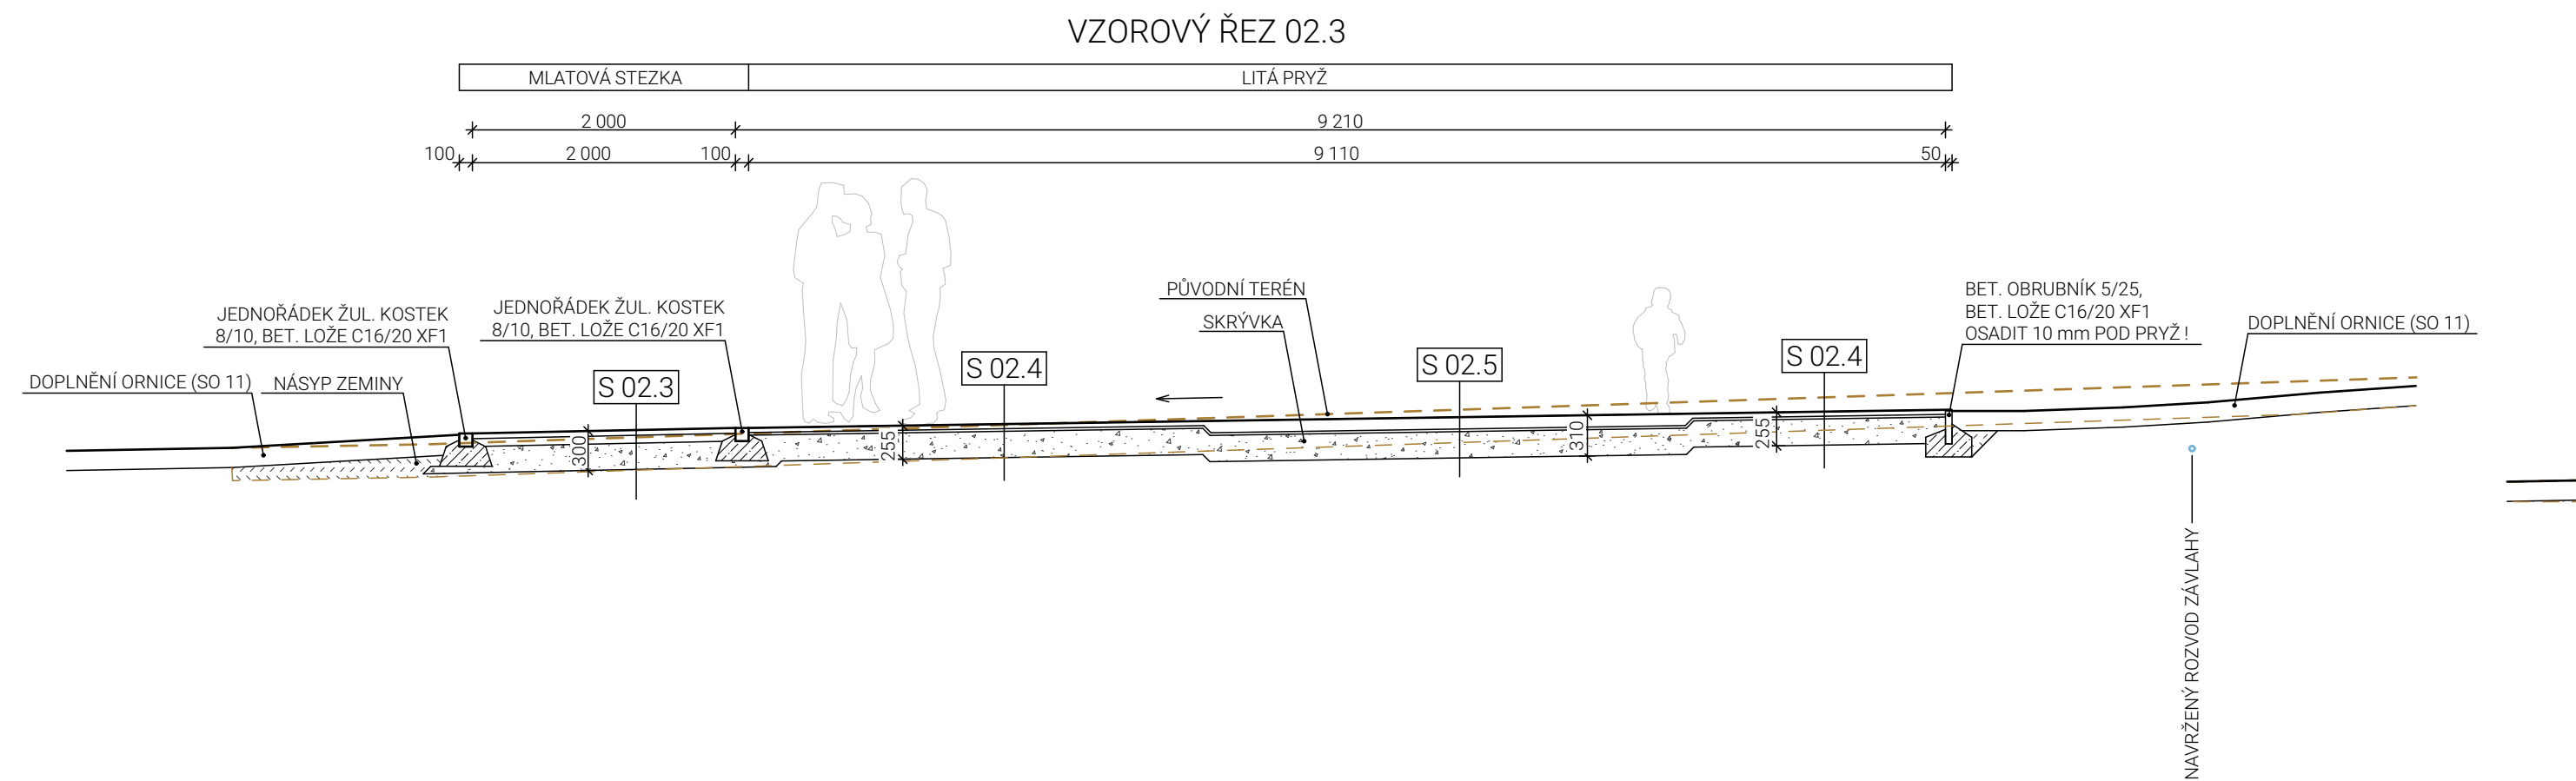 VZOROVÝ ŘEZ 02.3
MLATOVÁ STEZKA
LITÁ PRYŽ
2 000
9 210
100
2 000
100
9 110
50
JEDNOŘÁDEK ŽUL. KOSTEK
8/10, BET. LOŽE C16/20 XF1
JEDNOŘÁDEK ŽUL. KOSTEK
8/10, BET. LOŽE C16/20 XF1
PŮVODNÍ TERÉN
SKRÝVKA
BET. OBRUBNÍK 5/25,
BET. LOŽE C16/20 XF1
OSADIT 10 mm POD PRYŽ !
DOPLNĚNÍ ORNICE (SO 11)
DOPLNĚNÍ ORNICE (SO 11)
NÁSYP ZEMINY
S 02.3
S 02.4
S 02.5
S 02.4
300
255
310
255
NAVRŽENÝ ROZVOD ZÁVLAHY